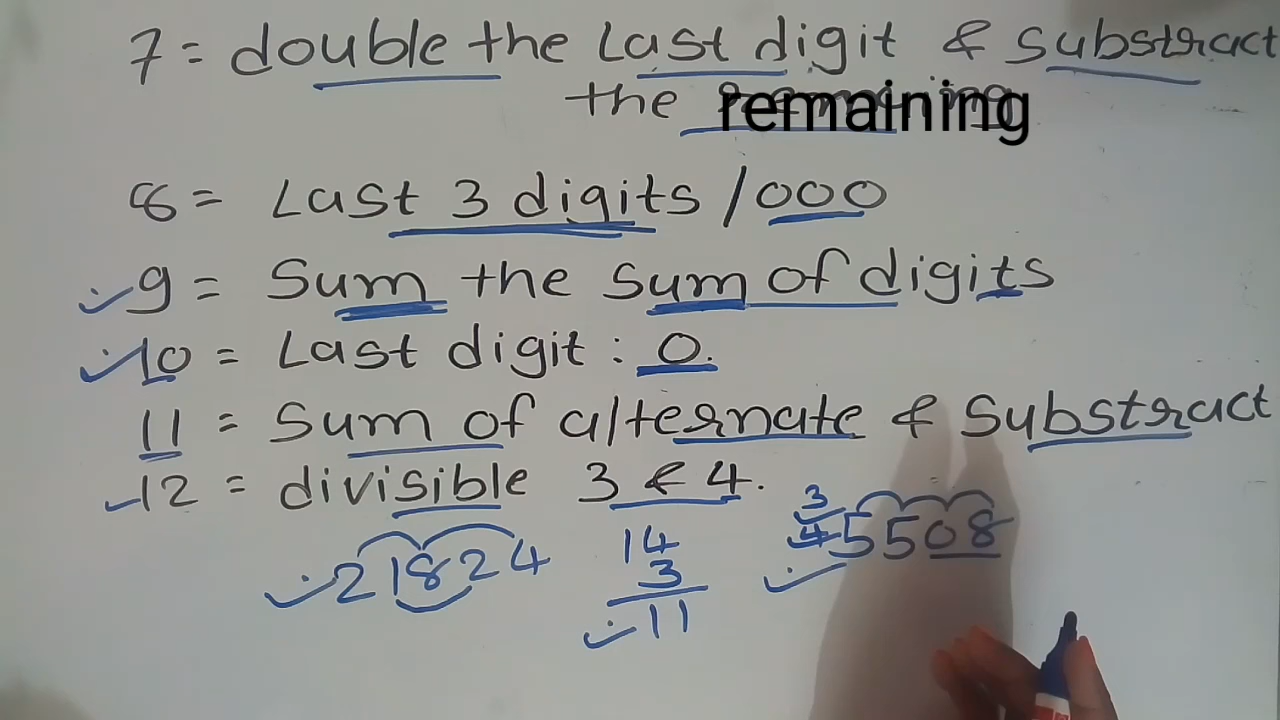 7 = double the last digit & substract
the remaining
8 = Last 3 digits / 000
9 = Sum the sum of digits
10 = Last digit : 0.
11 = Sum of alternate & Substract
12 = divisible 3 & 4.
21824
14
3
11
3
4
5508